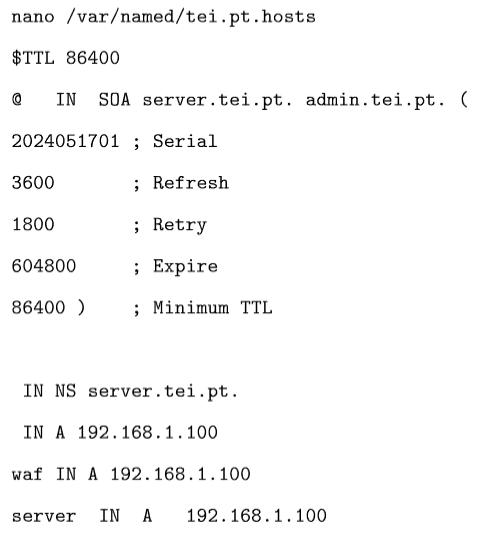 nano /var/named/tei.pt.hosts
$TTL 86400
@   IN  SOA server.tei.pt. admin.tei.pt. (
2024051701 ; Serial
3600       ; Refresh
1800       ; Retry
604800     ; Expire
86400 )    ; Minimum TTL
 IN NS server.tei.pt.
 IN A 192.168.1.100
waf IN A 192.168.1.100
server  IN  A   192.168.1.100